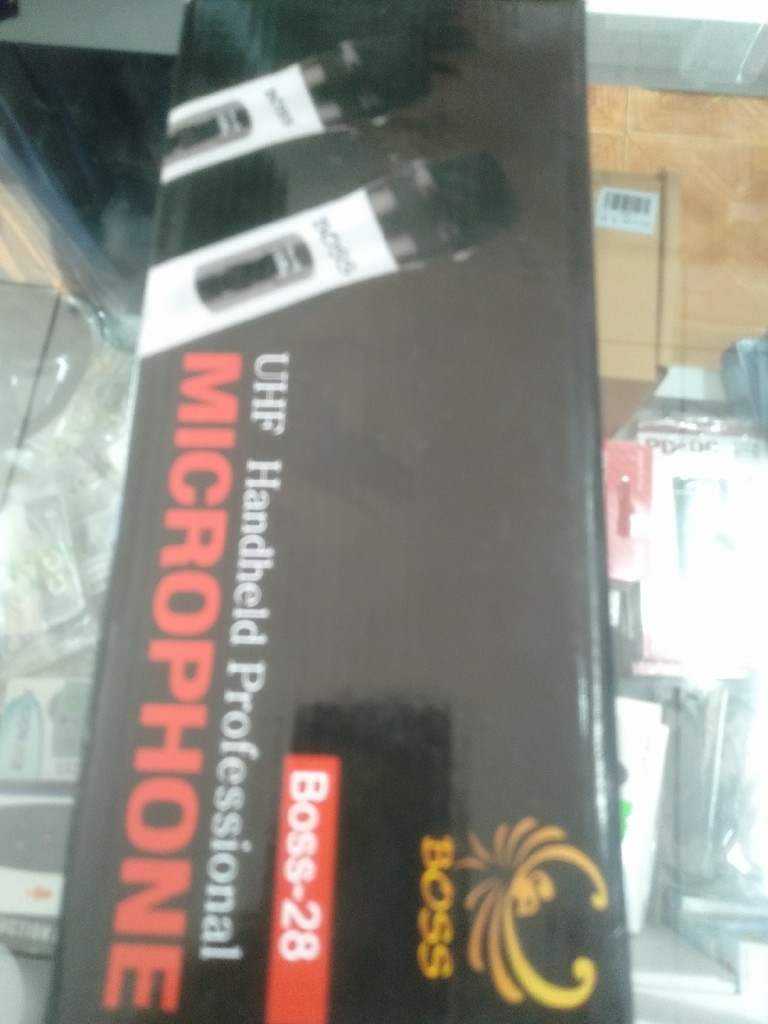 BOSS
BOSS
BOSS
Boss-28
UHF Handheld Professional
MICROPHONE